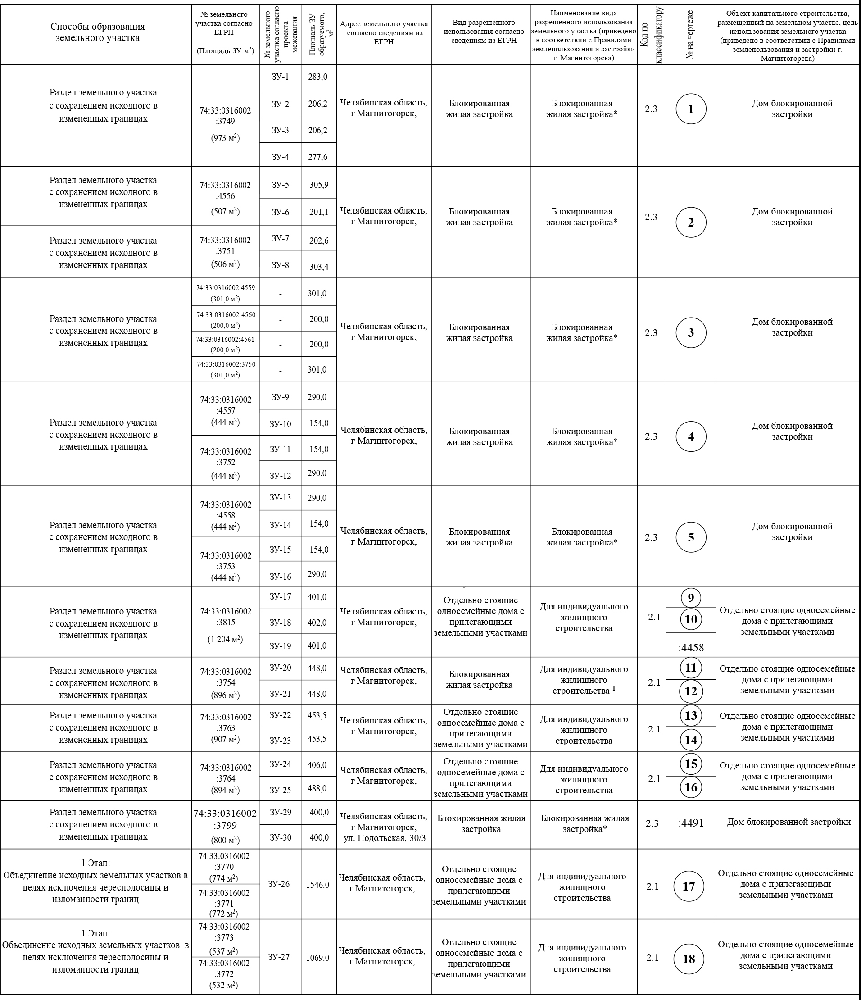 Способы образования
земельного участка
№ земельного
участка согласно
ЕГРН
(Площадь ЗУ м²)
№ земельного
участка согласно
проекта
межевания
Площадь ЗУ
образуемого,
м²
Адрес земельного участка
согласно сведениям из
ЕГРН
Вид разрешенного
использования согласно
сведениям из ЕГРН
Наименование вида
разрешенного использования
земельного участка (приведено
в соответствии с Правилами
землепользования и застройки
г. Магнитогорска)
Код по
классификатору
№ на чертеже
Объект капитального строительства,
размещенный на земельном участке, цель
использования земельного участка
(приведено в соответствии с Правилами
землепользования и застройки г.
Магнитогорска)
Раздел земельного участка
с сохранением исходного в
измененных границах
74:33:0316002
:3749
(973 м²)
ЗУ-1
283,0
ЗУ-2
206,2
ЗУ-3
206,2
ЗУ-4
277,6
Челябинская область,
г Магнитогорск,
Блокированная
жилая застройка
Блокированная
жилая застройка*
2.3
1
Дом блокированной
застройки
Раздел земельного участка
с сохранением исходного в
измененных границах
74:33:0316002
:4556
(507 м²)
ЗУ-5
305,9
ЗУ-6
201,1
Раздел земельного участка
с сохранением исходного в
измененных границах
74:33:0316002
:3751
(506 м²)
ЗУ-7
202,6
ЗУ-8
303,4
Челябинская область,
г Магнитогорск,
Блокированная
жилая застройка
Блокированная
жилая застройка*
2.3
2
Дом блокированной
застройки
Раздел земельного участка
с сохранением исходного в
измененных границах
74:33:0316002:4559
(301,0 м²)
-
301,0
74:33:0316002:4560
(200,0 м²)
-
200,0
74:33:0316002:4561
(200,0 м²)
-
200,0
74:33:0316002:3750
(301,0 м²)
-
301,0
Челябинская область,
г Магнитогорск,
Блокированная
жилая застройка
Блокированная
жилая застройка*
2.3
3
Дом блокированной
застройки
Раздел земельного участка
с сохранением исходного в
измененных границах
74:33:0316002
:4557
(444 м²)
ЗУ-9
290,0
ЗУ-10
154,0
74:33:0316002
:3752
(444 м²)
ЗУ-11
154,0
ЗУ-12
290,0
Челябинская область,
г Магнитогорск,
Блокированная
жилая застройка
Блокированная
жилая застройка*
2.3
4
Дом блокированной
застройки
Раздел земельного участка
с сохранением исходного в
измененных границах
74:33:0316002
:4558
(444 м²)
ЗУ-13
290,0
ЗУ-14
154,0
74:33:0316002
:3753
(444 м²)
ЗУ-15
154,0
ЗУ-16
290,0
Челябинская область,
г Магнитогорск,
Блокированная
жилая застройка
Блокированная
жилая застройка*
2.3
5
Дом блокированной
застройки
Раздел земельного участка
с сохранением исходного в
измененных границах
74:33:0316002
:3815
(1 204 м²)
ЗУ-17
401,0
ЗУ-18
402,0
ЗУ-19
401,0
Челябинская область,
г Магнитогорск,
Отдельно стоящие
односемейные дома с
прилегающими
земельными участками
Для индивидуального
жилищного
строительства
2.1
9
10
:4458
Отдельно стоящие односемейные
дома с прилегающими
земельными участками
Раздел земельного участка
с сохранением исходного в
измененных границах
74:33:0316002
:3754
(896 м²)
ЗУ-20
448,0
ЗУ-21
448,0
Челябинская область,
г Магнитогорск,
Блокированная
жилая застройка
Для индивидуального
жилищного
строительства ¹
2.1
11
12
Отдельно стоящие односемейные
дома с прилегающими
земельными участками
Раздел земельного участка
с сохранением исходного в
измененных границах
74:33:0316002
:3763
(907 м²)
ЗУ-22
453,5
ЗУ-23
453,5
Челябинская область,
г Магнитогорск,
Отдельно стоящие
односемейные дома с
прилегающими
земельными участками
Для индивидуального
жилищного
строительства
2.1
13
14
Отдельно стоящие односемейные
дома с прилегающими
земельными участками
Раздел земельного участка
с сохранением исходного в
измененных границах
74:33:0316002
:3764
(894 м²)
ЗУ-24
406,0
ЗУ-25
488,0
Челябинская область,
г Магнитогорск,
Отдельно стоящие
односемейные дома с
прилегающими
земельными участками
Для индивидуального
жилищного
строительства
2.1
15
16
Отдельно стоящие односемейные
дома с прилегающими
земельными участками
Раздел земельного участка
с сохранением исходного в
измененных границах
74:33:0316002
:3799
(800 м²)
ЗУ-29
400,0
ЗУ-30
400,0
Челябинская область,
г Магнитогорск,
ул. Подольская, 30/3
Блокированная жилая
застройка
Блокированная жилая
застройка*
2.3
:4491
Дом блокированной застройки
1 Этап:
Объединение исходных земельных участков в
целях исключения чересполосицы и
изломанности границ
74:33:0316002
:3770
(774 м²)
74:33:0316002
:3771
(772 м²)
ЗУ-26
1546.0
Челябинская область,
г Магнитогорск,
Отдельно стоящие
односемейные дома с
прилегающими
земельными участками
Для индивидуального
жилищного
строительства
2.1
17
Отдельно стоящие односемейные
дома с прилегающими
земельными участками
1 Этап:
Объединение исходных земельных участков в
целях исключения чересполосицы и
изломанности границ
74:33:0316002
:3773
(537 м²)
74:33:0316002
:3772
(532 м²)
ЗУ-27
1069.0
Челябинская область,
г Магнитогорск,
Отдельно стоящие
односемейные дома с
прилегающими
земельными участками
Для индивидуального
жилищного
строительства
2.1
18
Отдельно стоящие односемейные
дома с прилегающими
земельными участками